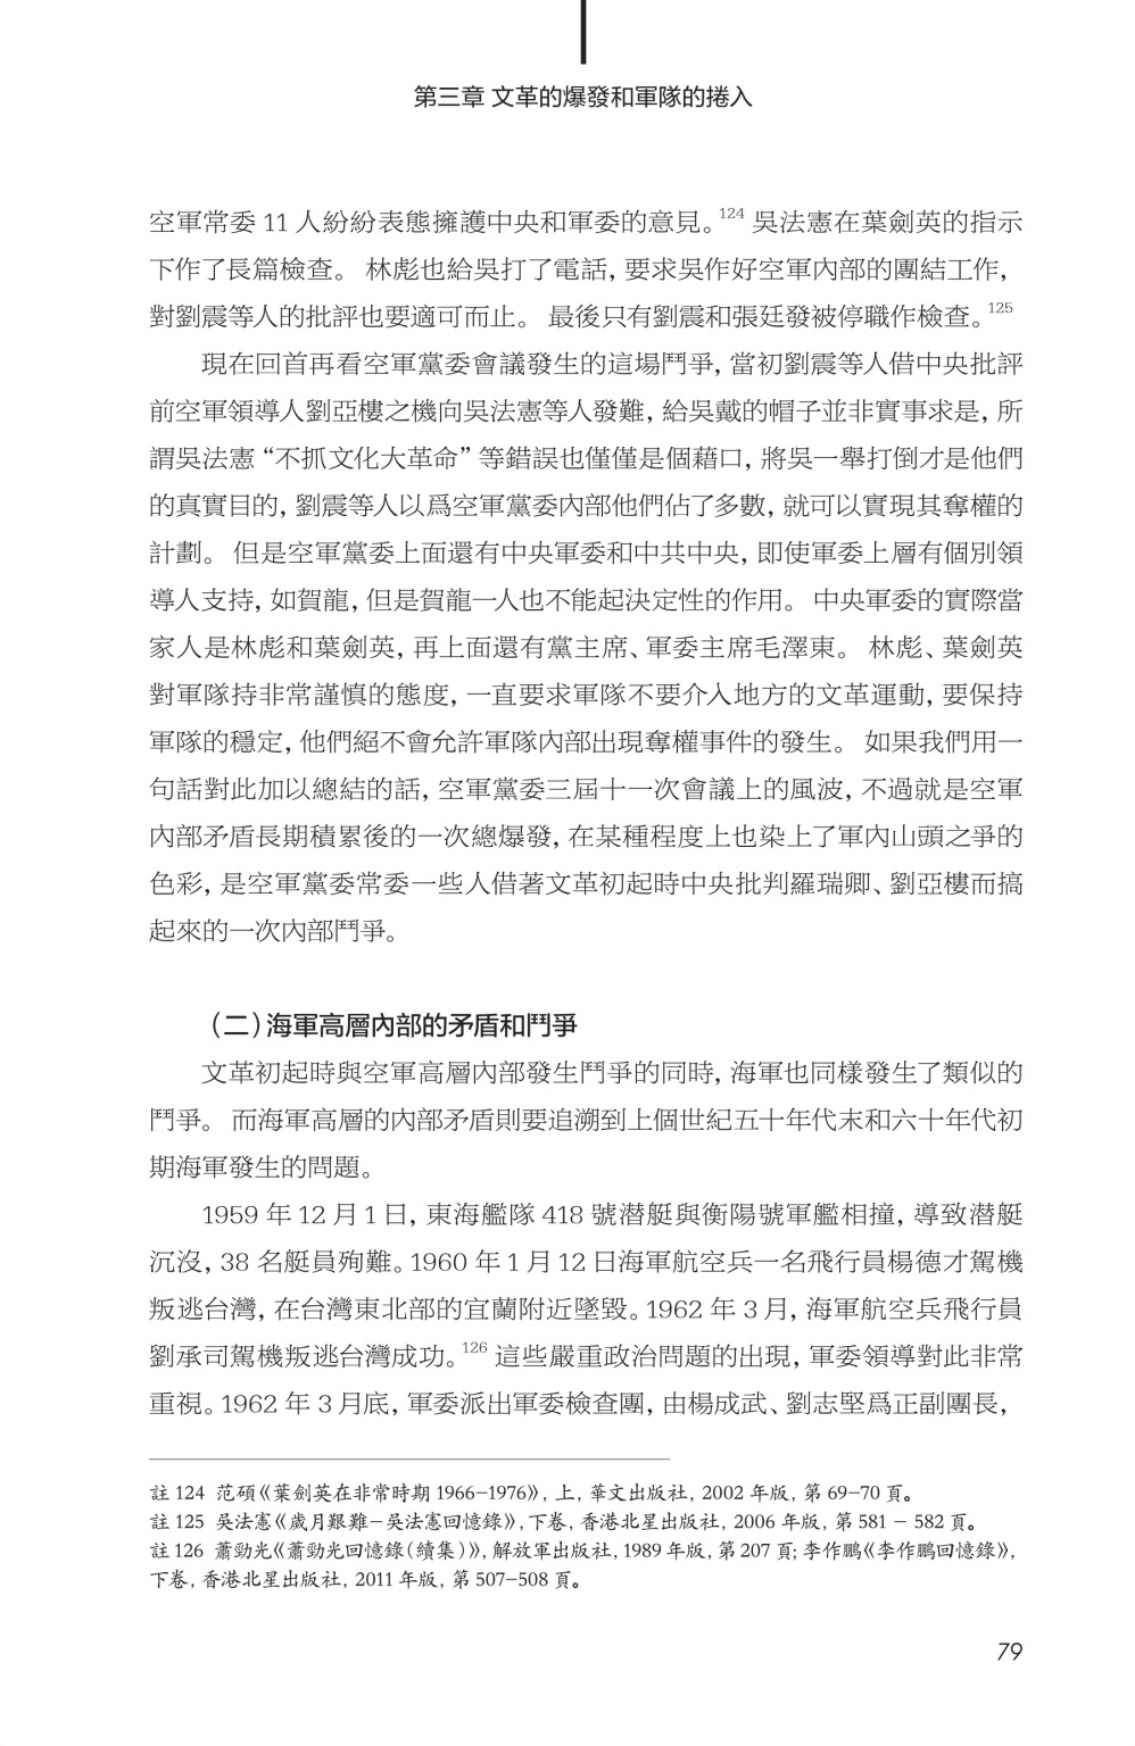 第三章 文革的爆發和軍隊的捲入
空軍常委 11 人紛紛表態擁護中央和軍委的意見。124 吳法憲在葉劍英的指示
下作了長篇檢查。 林彪也給吳打了電話, 要求吳作好空軍內部的團結工作,
對劉震等人的批評也要適可而止。 最後只有劉震和張廷發被停職作檢查。125
現在回首再看空軍黨委會議發生的這場鬥爭, 當初劉震等人借中央批評
前空軍領導人劉亞樓之機向吳法憲等人發難, 給吳戴的帽子並非實事求是, 所
謂吳法憲 “不抓文化大革命” 等錯誤也僅僅是個藉口, 將吳一舉打倒才是他們
的真實目的, 劉震等人以爲空軍黨委內部他們佔了多數, 就可以實現其奪權的
計劃。 但是空軍黨委上面還有中央軍委和中共中央, 即使軍委上層有個別領
導人支持, 如賀龍, 但是賀龍一人也不能起決定性的作用。 中央軍委的實際當
家人是林彪和葉劍英, 再上面還有黨主席、軍委主席毛澤東。 林彪、葉劍英
對軍隊持非常謹慎的態度, 一直要求軍隊不要介入地方的文革運動, 要保持
軍隊的穩定, 他們絕不會允許軍隊內部出現奪權事件的發生。 如果我們用一
句話對此加以總結的話, 空軍黨委三屆十一次會議上的風波, 不過就是空軍
內部矛盾長期積累後的一次總爆發, 在某種程度上也染上了軍內山頭之爭的
色彩, 是空軍黨委常委一些人借著文革初起時中央批判羅瑞卿、劉亞樓而搞
起來的一次內部鬥爭。
（二）海軍高層內部的矛盾和鬥爭
文革初起時與空軍高層內部發生鬥爭的同時, 海軍也同樣發生了類似的
鬥爭。 而海軍高層的內部矛盾則要追溯到上個世紀五十年代末和六十年代初
期海軍發生的問題。
1959 年 12 月 1 日, 東海艦隊 418 號潛艇與衡陽號軍艦相撞, 導致潛艇
沉沒, 38 名艇員殉難。1960 年 1 月 12 日海軍航空兵一名飛行員楊德才駕機
叛逃台灣, 在台灣東北部的宜蘭附近墜毀。1962 年 3 月, 海軍航空兵飛行員
劉承司駕機叛逃台灣成功。126 這些嚴重政治問題的出現, 軍委領導對此非常
重視。1962 年 3 月底, 軍委派出軍委檢查團, 由楊成武、劉志堅爲正副團長,
註 124 范碩《葉劍英在非常時期 1966–1976》, 上, 華文出版社, 2002 年版, 第 69–70 頁。
註 125 吳法憲《歲月艱難－吳法憲回憶錄》, 下卷, 香港北星出版社, 2006 年版, 第 581 － 582 頁。
註 126 蕭勁光《蕭勁光回憶錄（續集）》, 解放軍出版社, 1989 年版, 第 207 頁; 李作鵬《李作鵬回憶錄》,
下卷, 香港北星出版社, 2011 年版, 第 507–508 頁。
79